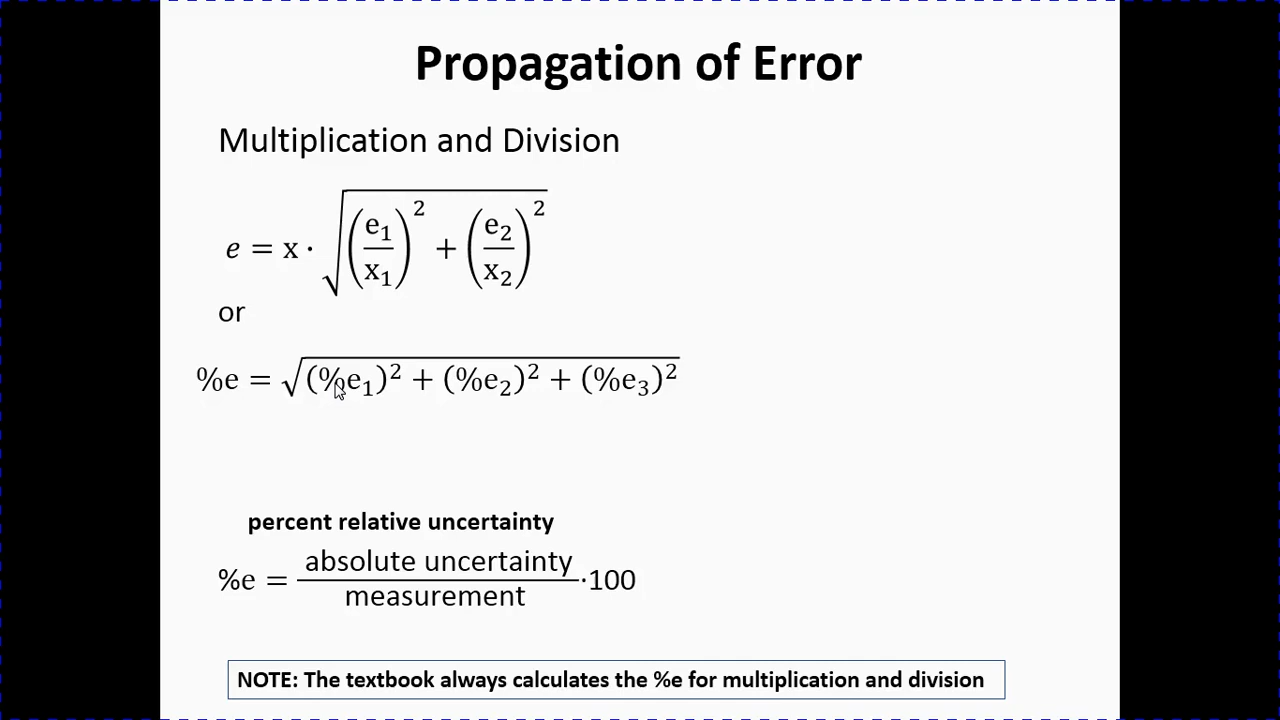 Propagation of Error
Multiplication and Division
e = x · √((e₁/x₁)² + (e₂/x₂)²)
or
%e = √((%e₁)² + (%e₂)² + (%e₃)²)
percent relative uncertainty
%e = absolute uncertainty/measurement ·100
NOTE: The textbook always calculates the %e for multiplication and division